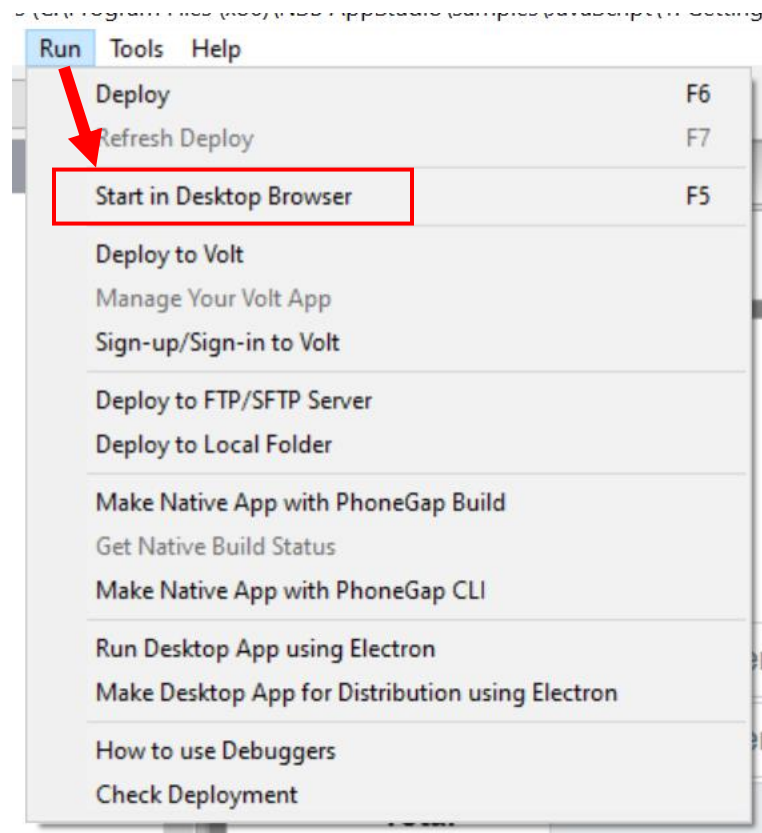 Run Tools Help
Deploy F6
Refresh Deploy F7
Start in Desktop Browser F5
Deploy to Volt
Manage Your Volt App
Sign-up/Sign-in to Volt
Deploy to FTP/SFTP Server
Deploy to Local Folder
Make Native App with PhoneGap Build
Get Native Build Status
Make Native App with PhoneGap CLI
Run Desktop App using Electron
Make Desktop App for Distribution using Electron
How to use Debuggers
Check Deployment